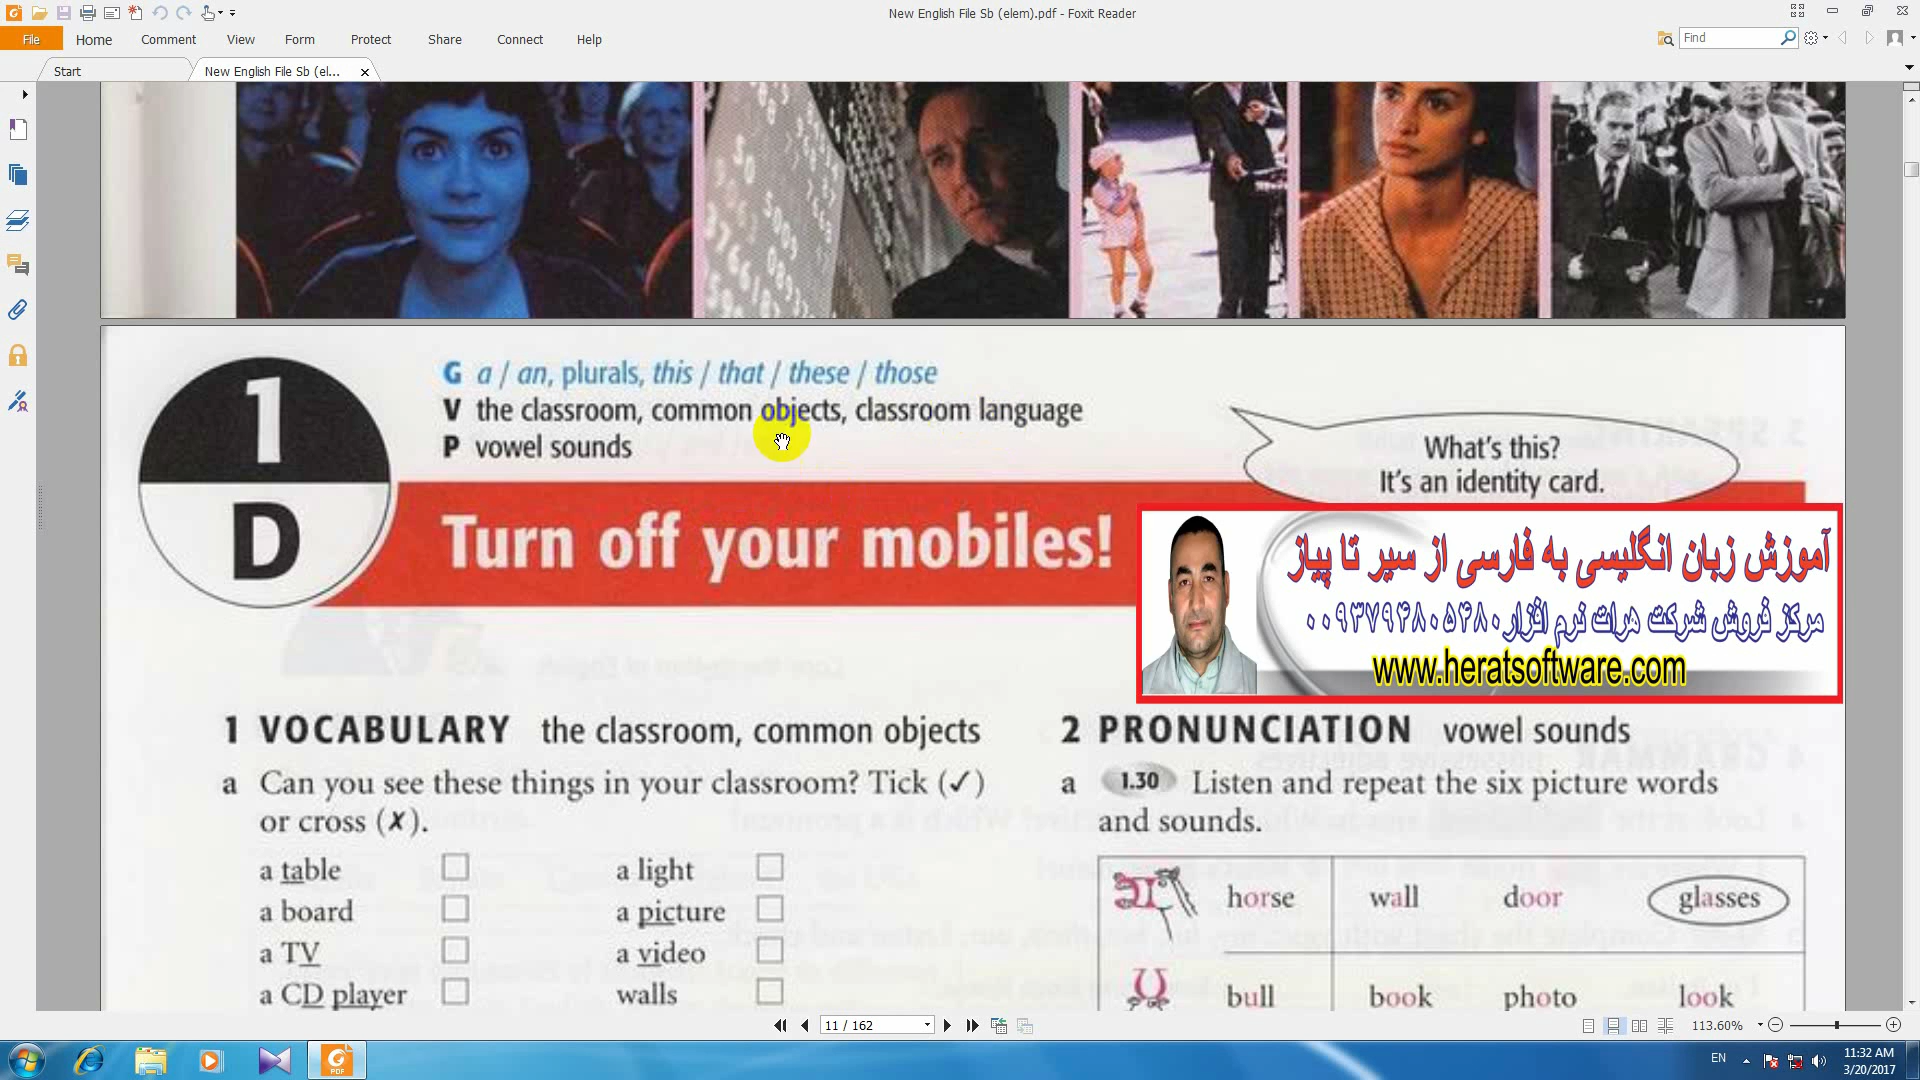 New English File Sb (elem).pdf - Foxit Reader
File Home Comment View Form Protect Share Connect Help
Find
Start
New English File Sb (el...
1
D
G a / an, plurals, this / that / these / those
V the classroom, common objects, classroom language
P vowel sounds
What's this?
It's an identity card.
Turn off your mobiles!
آموزش زبان انگلیسی به فارسی از سیر تا پیاز
مرکز فروش شرکت هرات نرم افزار ۰۰۹۳۷۹۴۸۰۵۴۸۰
www.heratsoftware.com
1 VOCABULARY the classroom, common objects
a Can you see these things in your classroom? Tick (✓)
or cross (✗).
a table
a light
a board
a picture
a TV
a video
a CD player
walls
2 PRONUNCIATION vowel sounds
a 1.30 Listen and repeat the six picture words
and sounds.
horse wall door glasses
bull book photo look
11 / 162
113.60%
EN
11:32 AM
3/20/2017